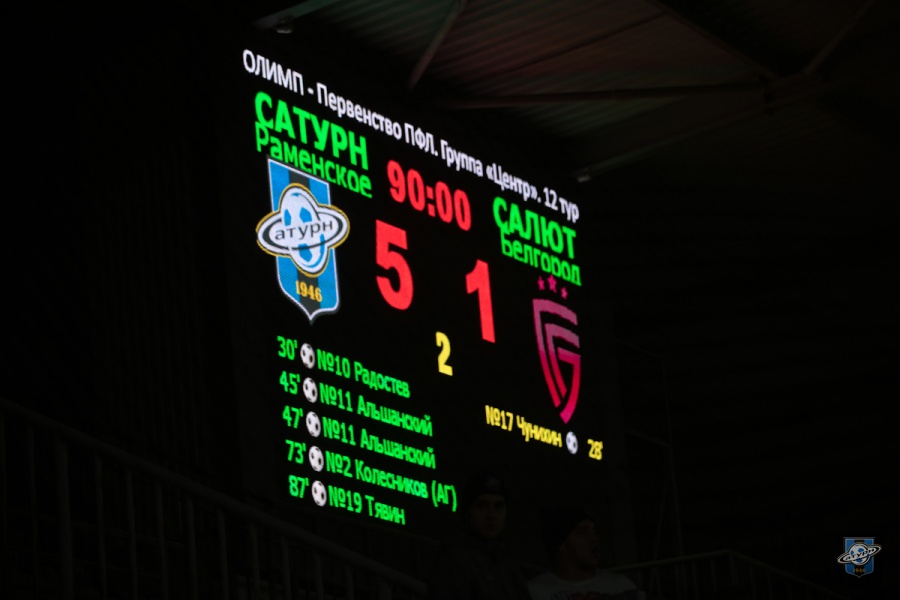 ОЛИМП - Первенство ПФЛ. Группа «Центр». 12 тур
САТУРН
Раменское
90:00
САЛЮТ
Белгород
5
1
2
атурн
1946
30' №10 Радостев
45' №11 Альшанский
47' №11 Альшанский
73' №2 Колесников (АГ)
87' №19 Тявин
№17 Чунихин 28'